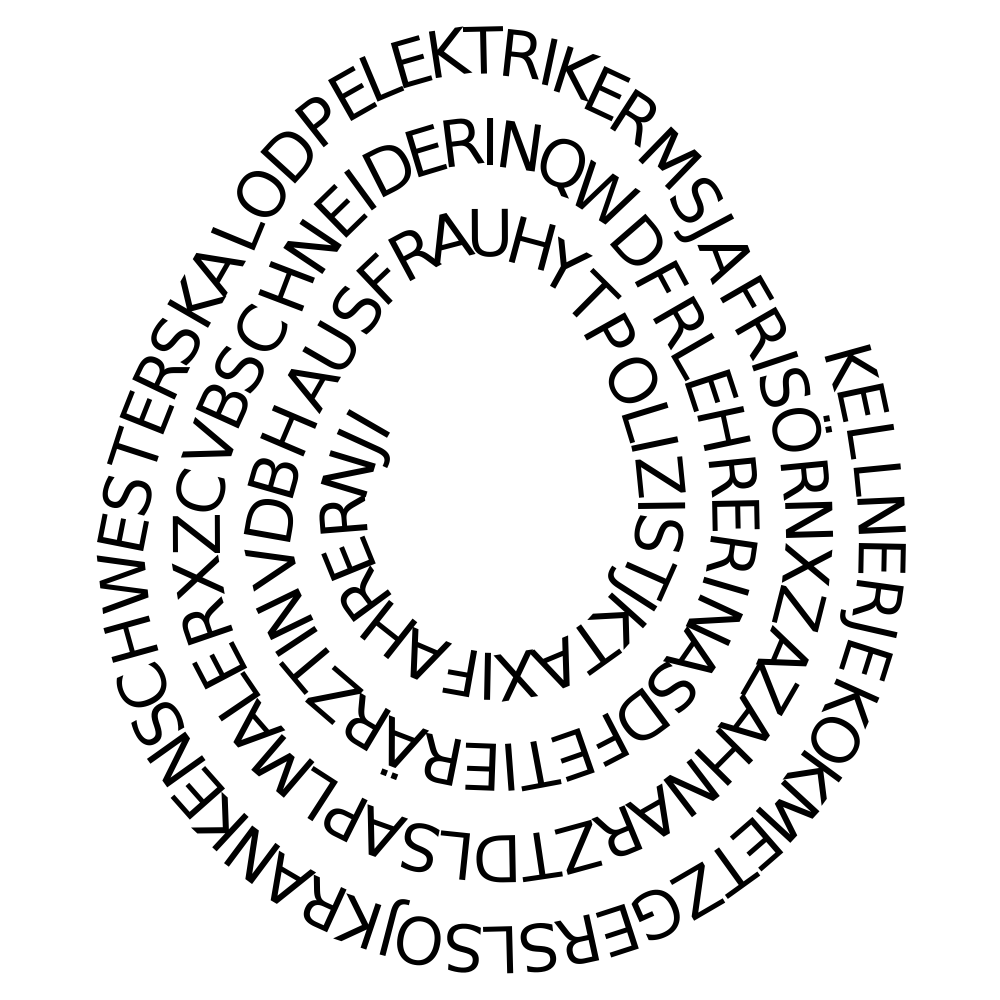 KELLNERJEKOKMETZGERSLSOJKRANKENSCHWESTERSKALODPELEKTRIKERMSJAFRISÖRNXZAZAHNARZTDLSAPLMALERXZCVBSCHNEIDERINQWDFRLEHRERINASDFETIERÄRZTINVDBHAUSFRAUHYTPOLIZISTJKTAXIFAHRERNJI